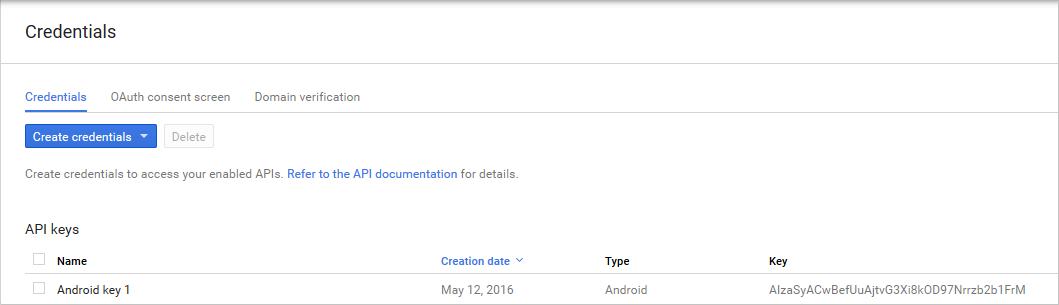 Credentials
Credentials OAuth consent screen Domain verification
Create credentials Delete
Create credentials to access your enabled APIs. Refer to the API documentation for details.
API keys
Name Creation date Type Key
Android key 1 May 12, 2016 Android AIzaSyACwBefUuAjtvG3Xi8kOD97Nrrzb2b1FrM